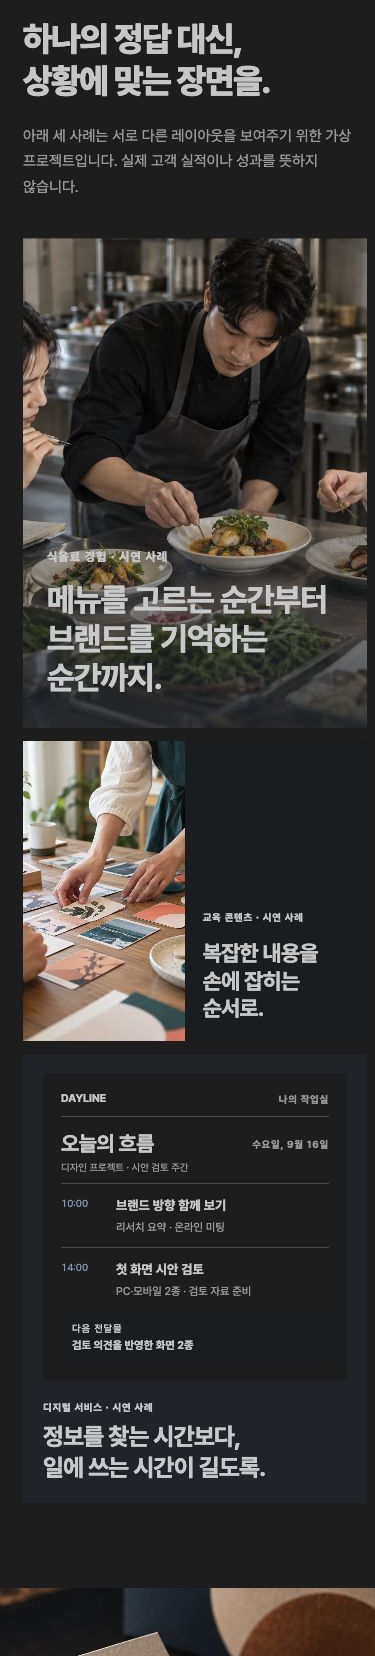 하나의 정답 대신,
상황에 맞는 장면을.
아래 세 사례는 서로 다른 레이아웃을 보여주기 위한 가상
프로젝트입니다. 실제 고객 실적이나 성과를 뜻하지
않습니다.
식음료 경험 · 시연 사례
메뉴를 고르는 순간부터
브랜드를 기억하는
순간까지.
교육 콘텐츠 · 시연 사례
복잡한 내용을
손에 잡히는
순서로.
DAYLINE 나의 작업실
오늘의 흐름 수요일, 9월 16일
디자인 프로젝트 · 시안 검토 주간
10:00 브랜드 방향 함께 보기
리서치 요약 · 온라인 미팅
14:00 첫 화면 시안 검토
PC·모바일 2종 · 검토 자료 준비
다음 전달물
검토 의견을 반영한 화면 2종
디지털 서비스 · 시연 사례
정보를 찾는 시간보다,
일에 쓰는 시간이 길도록.